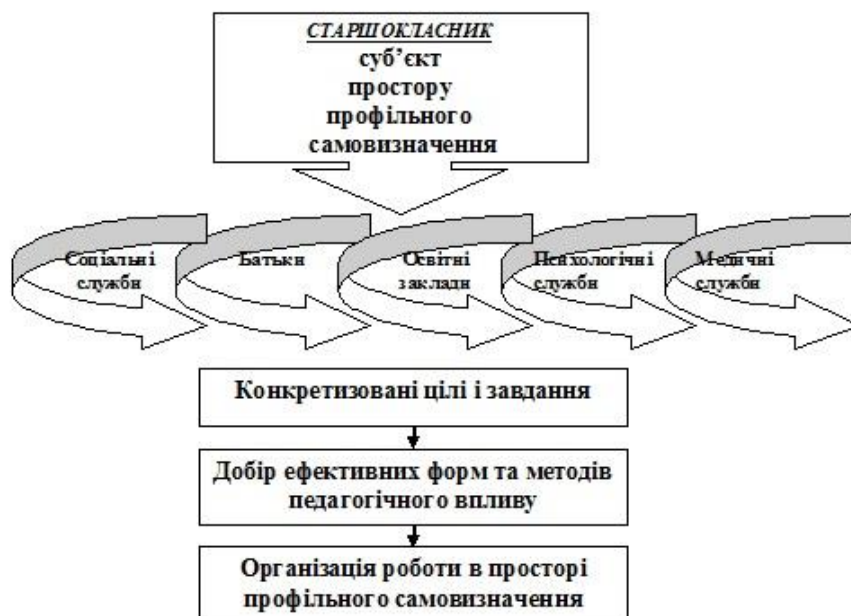 СТАРШОКЛАСНИК
суб’єкт
простору
профільного
самовизначення
Соціальні
служби
Батьки
Освітні
заклади
Психологічні
служби
Медичні
служби
Конкретизовані цілі і завдання
Добір ефективних форм та методів
педагогічного впливу
Організація роботи в просторі
профільного самовизначення